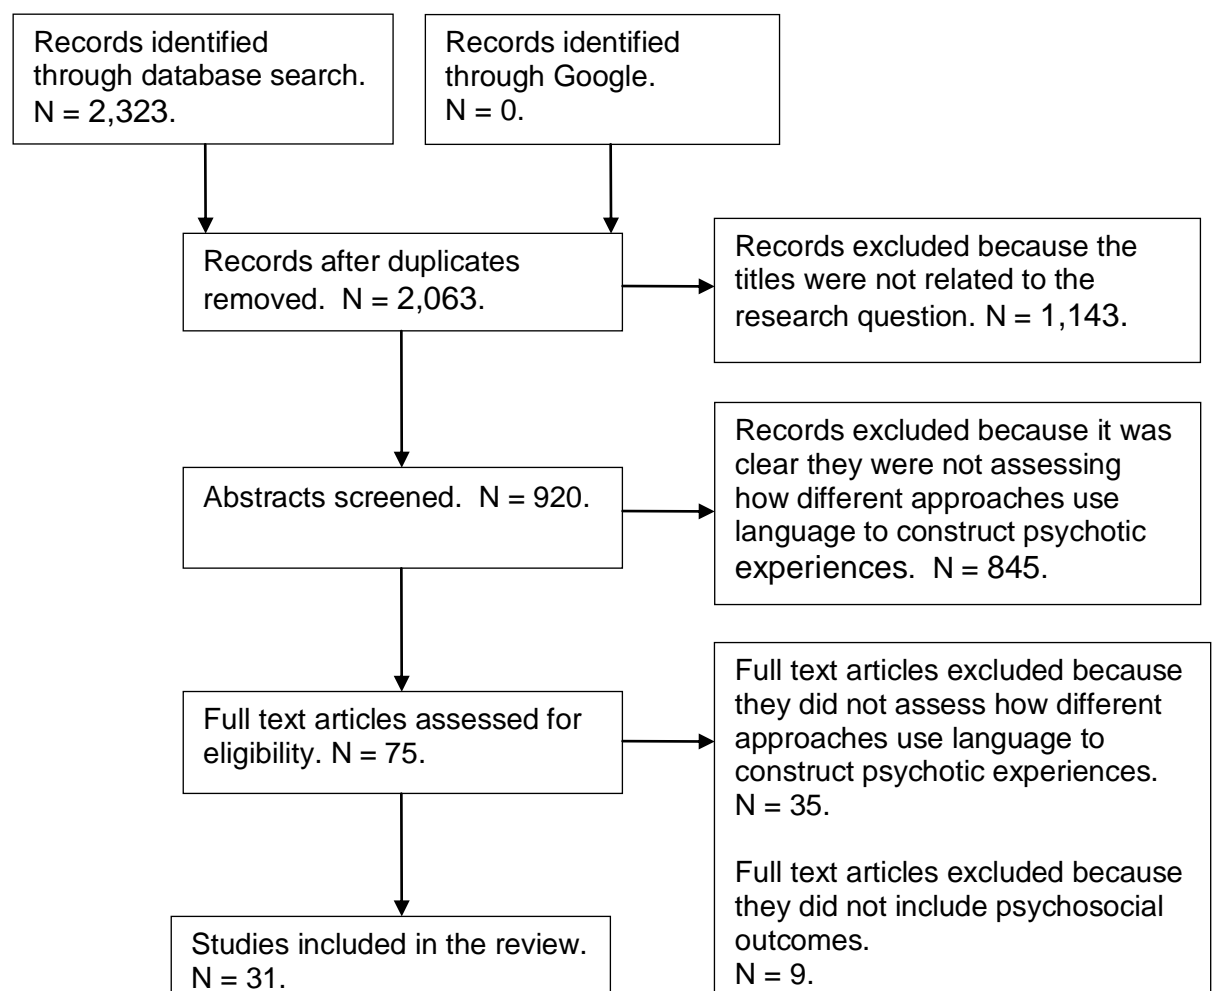 Records identified
through database search.
N = 2,323.
Records identified
through Google.
N = 0.
Records after duplicates
removed.  N = 2,063.
Records excluded because the
titles were not related to the
research question. N = 1,143.
Abstracts screened.  N = 920.
Records excluded because it was
clear they were not assessing
how different approaches use
language to construct psychotic
experiences.  N = 845.
Full text articles assessed for
eligibility. N = 75.
Full text articles excluded because
they did not assess how different
approaches use language to
construct psychotic experiences.
N = 35.
Full text articles excluded because
they did not include psychosocial
outcomes.
N = 9.
Studies included in the review.
N = 31.